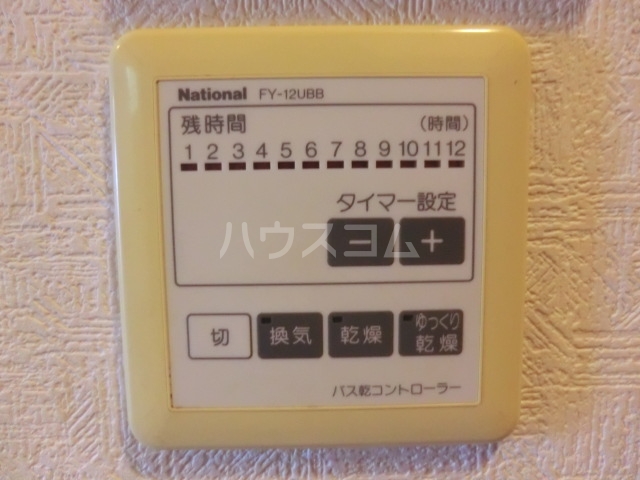 National FY-12UBB
残時間 (時間)
1 2 3 4 5 6 7 8 9 10 11 12
タイマー設定
ハウスコム
− +
切 換気 乾燥 ゆっくり
乾燥
バス乾コントローラー